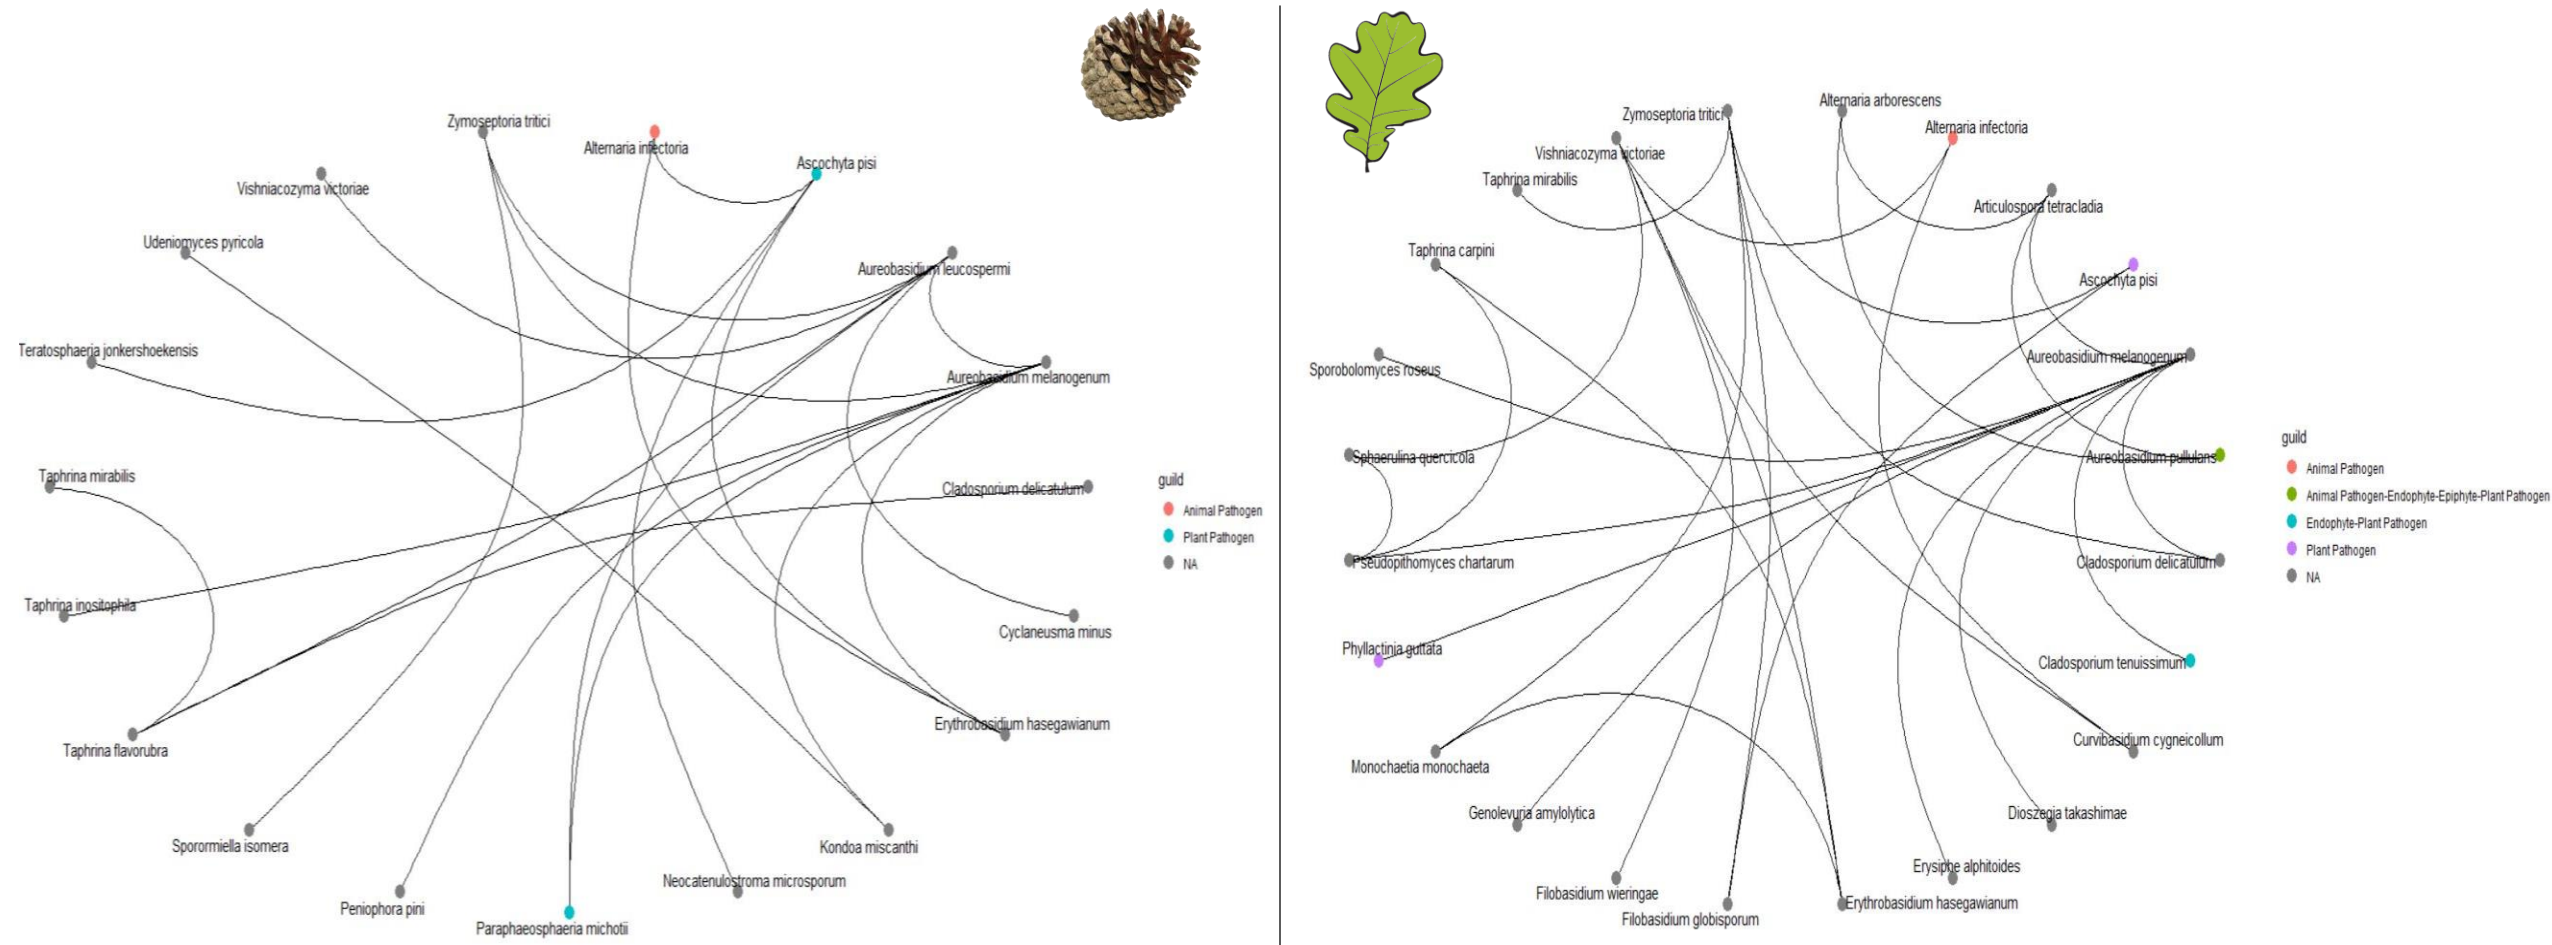 Zymoseptoria tritici
Alternaria infectoria
Ascochyta pisi
Vishniacozyma victoriae
Udeniomyces pyricola
Aureobasidium leucospermi
Teratosphaeria jonkershoekensis
Aureobasidium melanogenum
Taphrina mirabilis
Cladosporium delicatulum
Taphrina inositophila
Cyclaneusma minus
Taphrina flavorubra
Erythrobasidium hasegawianum
Sporormiella isomera
Kondoa miscanthi
Peniophora pini
Neocatenulostroma microsporum
Paraphaeosphaeria michotii
guild
Animal Pathogen
Plant Pathogen
NA
Zymoseptoria tritici
Alternaria arborescens
Alternaria infectoria
Vishniacozyma victoriae
Taphrina mirabilis
Articulospora tetracladia
Taphrina carpini
Ascochyta pisi
Sporobolomyces roseus
Aureobasidium melanogenum
Sphaerulina quercicola
Aureobasidium pullulans
Pseudopithomyces chartarum
Cladosporium delicatulum
Phyllactinia guttata
Cladosporium tenuissimum
Monochaetia monochaeta
Curvibasidium cygneicollum
Genolevuria amylolytica
Dioszegia takashimae
Filobasidium wieringae
Erysiphe alphitoides
Filobasidium globisporum
Erythrobasidium hasegawianum
guild
Animal Pathogen
Animal Pathogen-Endophyte-Epiphyte-Plant Pathogen
Endophyte-Plant Pathogen
Plant Pathogen
NA